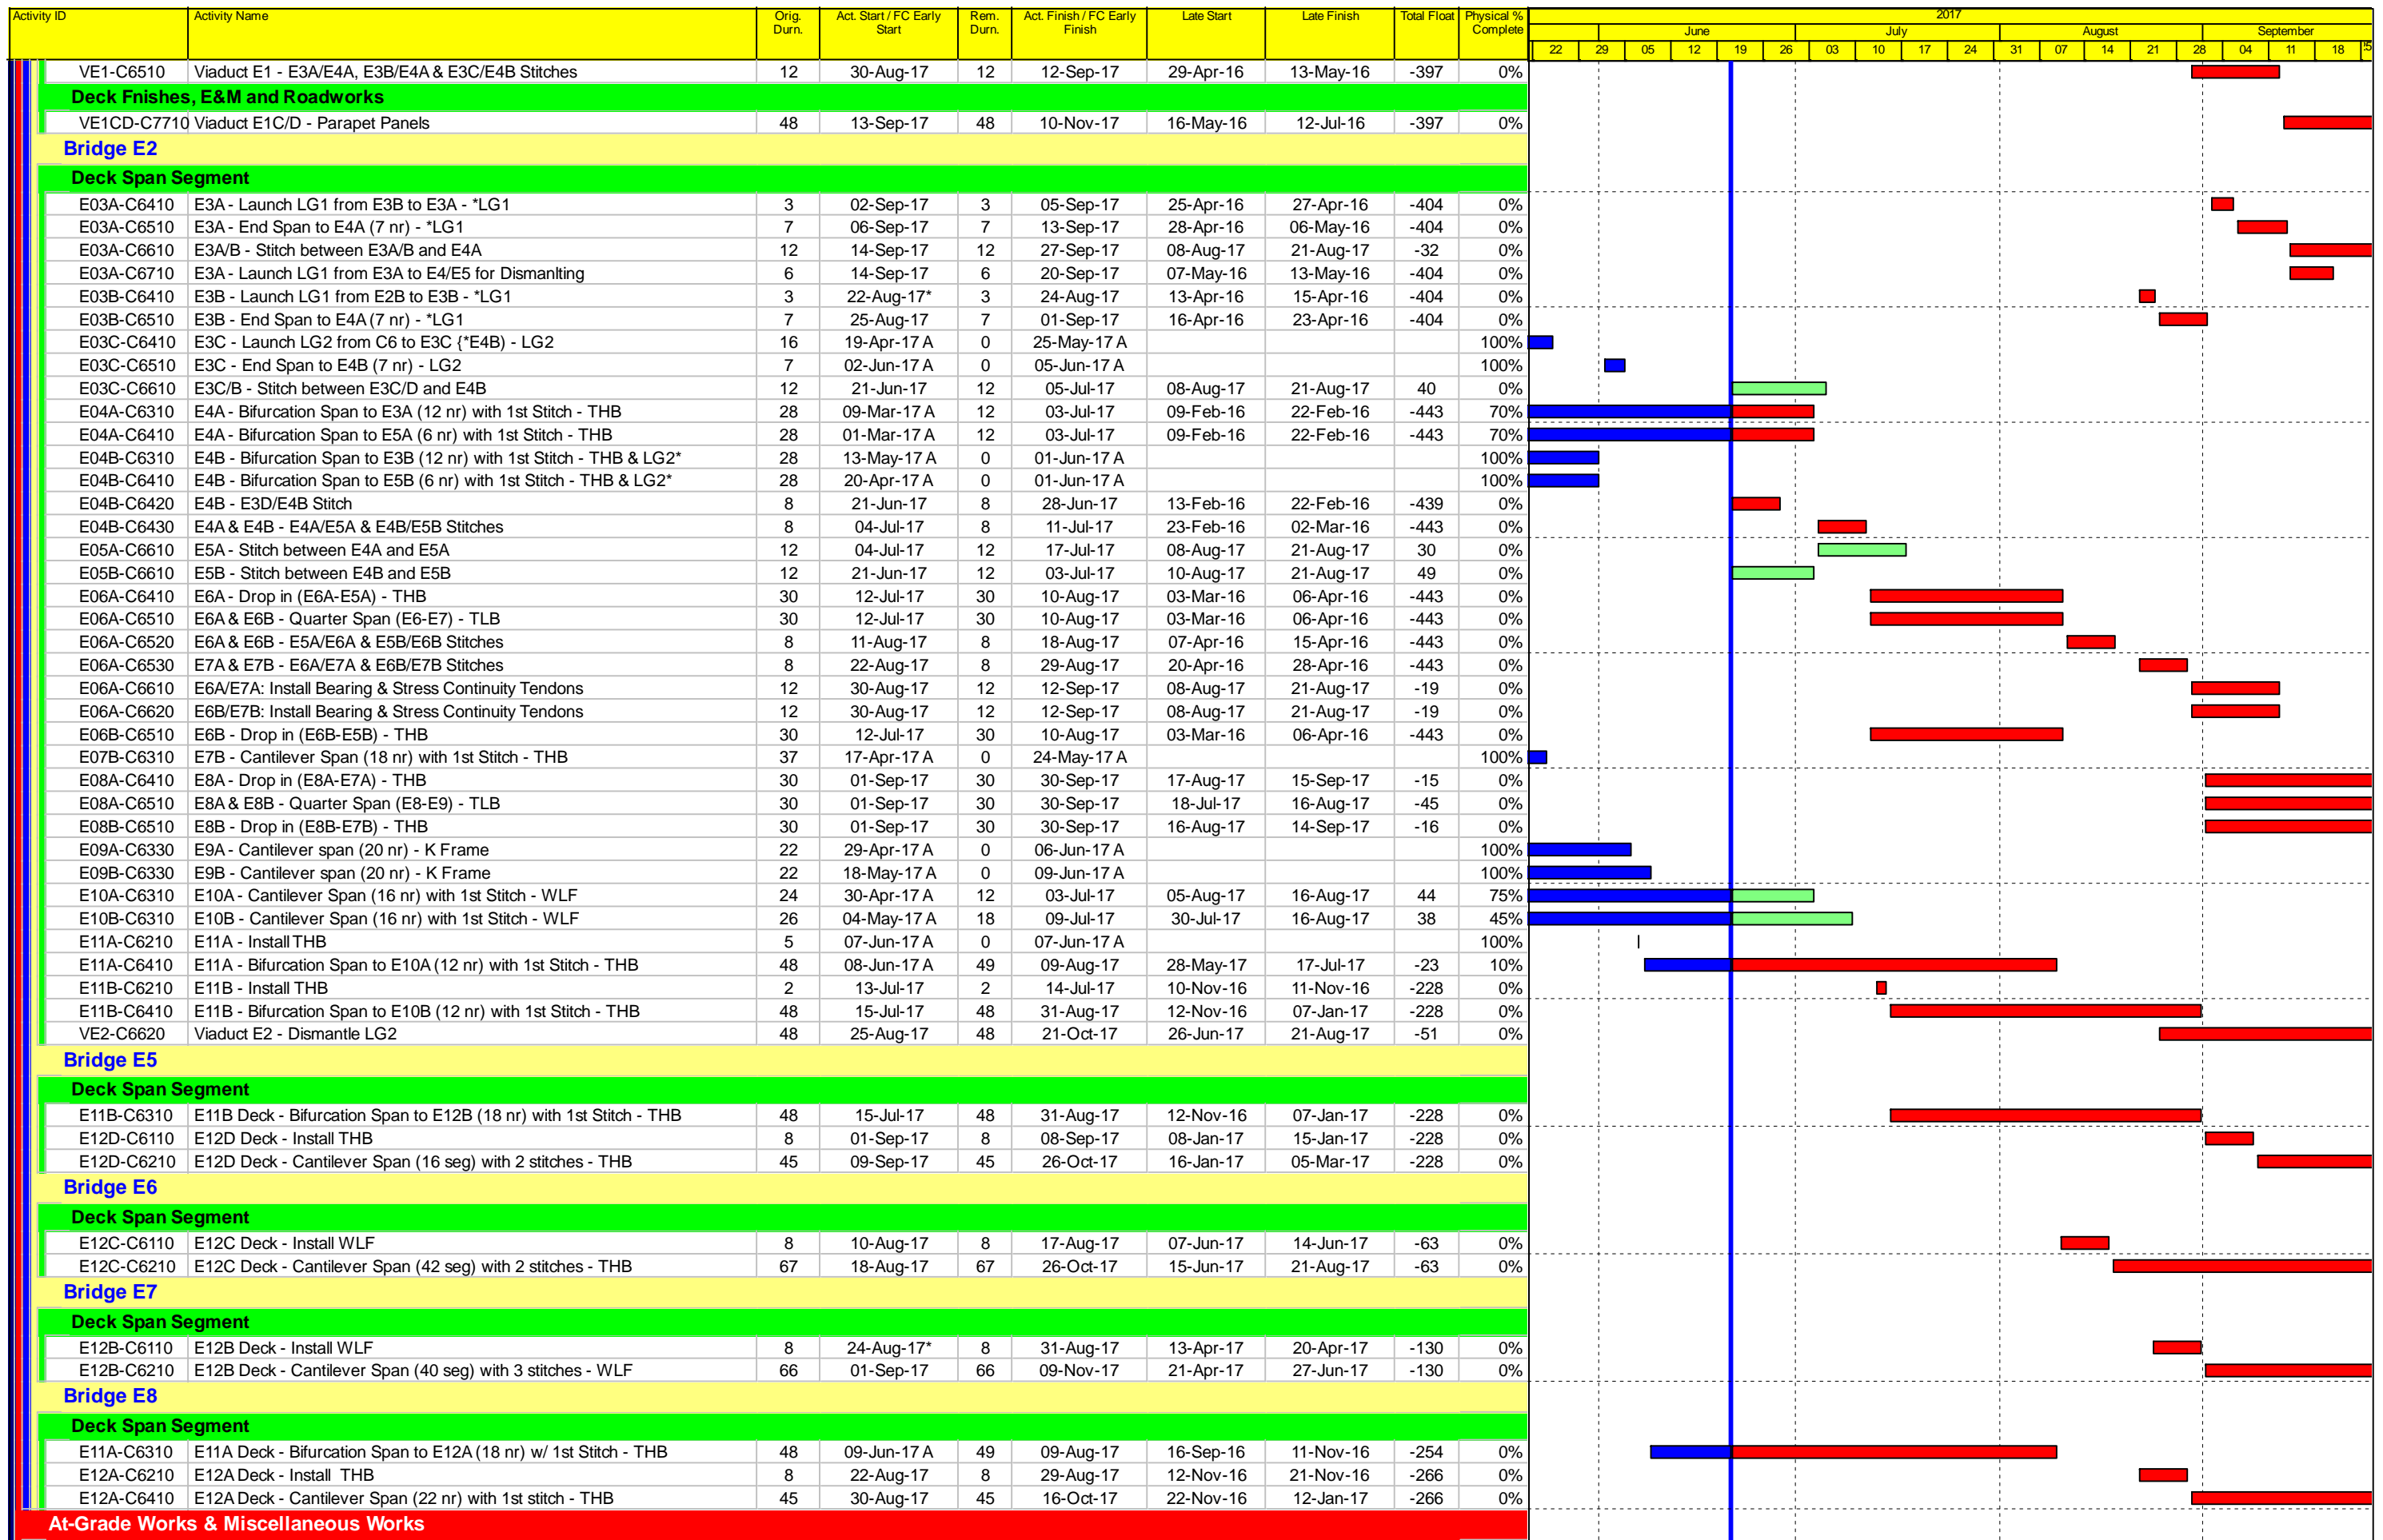 Activity ID Activity Name Orig. Durn. Act. Start / FC Early Start Rem. Durn. Act. Finish / FC Early Finish Late Start Late Finish Total Float Physical % Complete 2017
June July August September
22 29 05 12 19 26 03 10 17 24 31 07 14 21 28 04 11 18
VE1-C6510 Viaduct E1 - E3A/E4A, E3B/E4A & E3C/E4B Stitches 12 30-Aug-17 12 12-Sep-17 29-Apr-16 13-May-16 -397 0%
Deck Fnishes, E&M and Roadworks
VE1CD-C7710 Viaduct E1C/D - Parapet Panels 48 13-Sep-17 48 10-Nov-17 16-May-16 12-Jul-16 -397 0%
Bridge E2
Deck Span Segment
E03A-C6410 E3A - Launch LG1 from E3B to E3A - *LG1 3 02-Sep-17 3 05-Sep-17 25-Apr-16 27-Apr-16 -404 0%
E03A-C6510 E3A - End Span to E4A (7 nr) - *LG1 7 06-Sep-17 7 13-Sep-17 28-Apr-16 06-May-16 -404 0%
E03A-C6610 E3A/B - Stitch between E3A/B and E4A 12 14-Sep-17 12 27-Sep-17 08-Aug-17 21-Aug-17 -32 0%
E03A-C6710 E3A - Launch LG1 from E3A to E4/E5 for Dismanlting 6 14-Sep-17 6 20-Sep-17 07-May-16 13-May-16 -404 0%
E03B-C6410 E3B - Launch LG1 from E2B to E3B - *LG1 3 22-Aug-17* 3 24-Aug-17 13-Apr-16 15-Apr-16 -404 0%
E03B-C6510 E3B - End Span to E4A (7 nr) - *LG1 7 25-Aug-17 7 01-Sep-17 16-Apr-16 23-Apr-16 -404 0%
E03C-C6410 E3C - Launch LG2 from C6 to E3C {*E4B) - LG2 16 19-Apr-17 A 0 25-May-17 A 100%
E03C-C6510 E3C - End Span to E4B (7 nr) - LG2 7 02-Jun-17 A 0 05-Jun-17 A 100%
E03C-C6610 E3C/B - Stitch between E3C/D and E4B 12 21-Jun-17 12 05-Jul-17 08-Aug-17 21-Aug-17 40 0%
E04A-C6310 E4A - Bifurcation Span to E3A (12 nr) with 1st Stitch - THB 28 09-Mar-17 A 12 03-Jul-17 09-Feb-16 22-Feb-16 -443 70%
E04A-C6410 E4A - Bifurcation Span to E5A (6 nr) with 1st Stitch - THB 28 01-Mar-17 A 12 03-Jul-17 09-Feb-16 22-Feb-16 -443 70%
E04B-C6310 E4B - Bifurcation Span to E3B (12 nr) with 1st Stitch - THB & LG2* 28 13-May-17 A 0 01-Jun-17 A 100%
E04B-C6410 E4B - Bifurcation Span to E5B (6 nr) with 1st Stitch - THB & LG2* 28 20-Apr-17 A 0 01-Jun-17 A 100%
E04B-C6420 E4B - E3D/E4B Stitch 8 21-Jun-17 8 28-Jun-17 13-Feb-16 22-Feb-16 -439 0%
E04B-C6430 E4A & E4B - E4A/E5A & E4B/E5B Stitches 8 04-Jul-17 8 11-Jul-17 23-Feb-16 02-Mar-16 -443 0%
E05A-C6610 E5A - Stitch between E4A and E5A 12 04-Jul-17 12 17-Jul-17 08-Aug-17 21-Aug-17 30 0%
E05B-C6610 E5B - Stitch between E4B and E5B 12 21-Jun-17 12 03-Jul-17 10-Aug-17 21-Aug-17 49 0%
E06A-C6410 E6A - Drop in (E6A-E5A) - THB 30 12-Jul-17 30 10-Aug-17 03-Mar-16 06-Apr-16 -443 0%
E06A-C6510 E6A & E6B - Quarter Span (E6-E7) - TLB 30 12-Jul-17 30 10-Aug-17 03-Mar-16 06-Apr-16 -443 0%
E06A-C6520 E6A & E6B - E5A/E6A & E5B/E6B Stitches 8 11-Aug-17 8 18-Aug-17 07-Apr-16 15-Apr-16 -443 0%
E06A-C6530 E7A & E7B - E6A/E7A & E6B/E7B Stitches 8 22-Aug-17 8 29-Aug-17 20-Apr-16 28-Apr-16 -443 0%
E06A-C6610 E6A/E7A: Install Bearing & Stress Continuity Tendons 12 30-Aug-17 12 12-Sep-17 08-Aug-17 21-Aug-17 -19 0%
E06A-C6620 E6B/E7B: Install Bearing & Stress Continuity Tendons 12 30-Aug-17 12 12-Sep-17 08-Aug-17 21-Aug-17 -19 0%
E06B-C6510 E6B - Drop in (E6B-E5B) - THB 30 12-Jul-17 30 10-Aug-17 03-Mar-16 06-Apr-16 -443 0%
E07B-C6310 E7B - Cantilever Span (18 nr) with 1st Stitch - THB 37 17-Apr-17 A 0 24-May-17 A 100%
E08A-C6410 E8A - Drop in (E8A-E7A) - THB 30 01-Sep-17 30 30-Sep-17 17-Aug-17 15-Sep-17 -15 0%
E08A-C6510 E8A & E8B - Quarter Span (E8-E9) - TLB 30 01-Sep-17 30 30-Sep-17 18-Jul-17 16-Aug-17 -45 0%
E08B-C6510 E8B - Drop in (E8B-E7B) - THB 30 01-Sep-17 30 30-Sep-17 16-Aug-17 14-Sep-17 -16 0%
E09A-C6330 E9A - Cantilever span (20 nr) - K Frame 22 29-Apr-17 A 0 06-Jun-17 A 100%
E09B-C6330 E9B - Cantilever span (20 nr) - K Frame 22 18-May-17 A 0 09-Jun-17 A 100%
E10A-C6310 E10A - Cantilever Span (16 nr) with 1st Stitch - WLF 24 30-Apr-17 A 12 03-Jul-17 05-Aug-17 16-Aug-17 44 75%
E10B-C6310 E10B - Cantilever Span (16 nr) with 1st Stitch - WLF 26 04-May-17 A 18 09-Jul-17 30-Jul-17 16-Aug-17 38 45%
E11A-C6210 E11A - Install THB 5 07-Jun-17 A 0 07-Jun-17 A 100%
E11A-C6410 E11A - Bifurcation Span to E10A (12 nr) with 1st Stitch - THB 48 08-Jun-17 A 49 09-Aug-17 28-May-17 17-Jul-17 -23 10%
E11B-C6210 E11B - Install THB 2 13-Jul-17 2 14-Jul-17 10-Nov-16 11-Nov-16 -228 0%
E11B-C6410 E11B - Bifurcation Span to E10B (12 nr) with 1st Stitch - THB 48 15-Jul-17 48 31-Aug-17 12-Nov-16 07-Jan-17 -228 0%
VE2-C6620 Viaduct E2 - Dismantle LG2 48 25-Aug-17 48 21-Oct-17 26-Jun-17 21-Aug-17 -51 0%
Bridge E5
Deck Span Segment
E11B-C6310 E11B Deck - Bifurcation Span to E12B (18 nr) with 1st Stitch - THB 48 15-Jul-17 48 31-Aug-17 12-Nov-16 07-Jan-17 -228 0%
E12D-C6110 E12D Deck - Install THB 8 01-Sep-17 8 08-Sep-17 08-Jan-17 15-Jan-17 -228 0%
E12D-C6210 E12D Deck - Cantilever Span (16 seg) with 2 stitches - THB 45 09-Sep-17 45 26-Oct-17 16-Jan-17 05-Mar-17 -228 0%
Bridge E6
Deck Span Segment
E12C-C6110 E12C Deck - Install WLF 8 10-Aug-17 8 17-Aug-17 07-Jun-17 14-Jun-17 -63 0%
E12C-C6210 E12C Deck - Cantilever Span (42 seg) with 2 stitches - THB 67 18-Aug-17 67 26-Oct-17 15-Jun-17 21-Aug-17 -63 0%
Bridge E7
Deck Span Segment
E12B-C6110 E12B Deck - Install WLF 8 24-Aug-17* 8 31-Aug-17 13-Apr-17 20-Apr-17 -130 0%
E12B-C6210 E12B Deck - Cantilever Span (40 seg) with 3 stitches - WLF 66 01-Sep-17 66 09-Nov-17 21-Apr-17 27-Jun-17 -130 0%
Bridge E8
Deck Span Segment
E11A-C6310 E11A Deck - Bifurcation Span to E12A (18 nr) w/ 1st Stitch - THB 48 09-Jun-17 A 49 09-Aug-17 16-Sep-16 11-Nov-16 -254 0%
E12A-C6210 E12A Deck - Install THB 8 22-Aug-17 8 29-Aug-17 12-Nov-16 21-Nov-16 -266 0%
E12A-C6410 E12A Deck - Cantilever Span (22 nr) with 1st stitch - THB 45 30-Aug-17 45 16-Oct-17 22-Nov-16 12-Jan-17 -266 0%
At-Grade Works & Miscellaneous Works